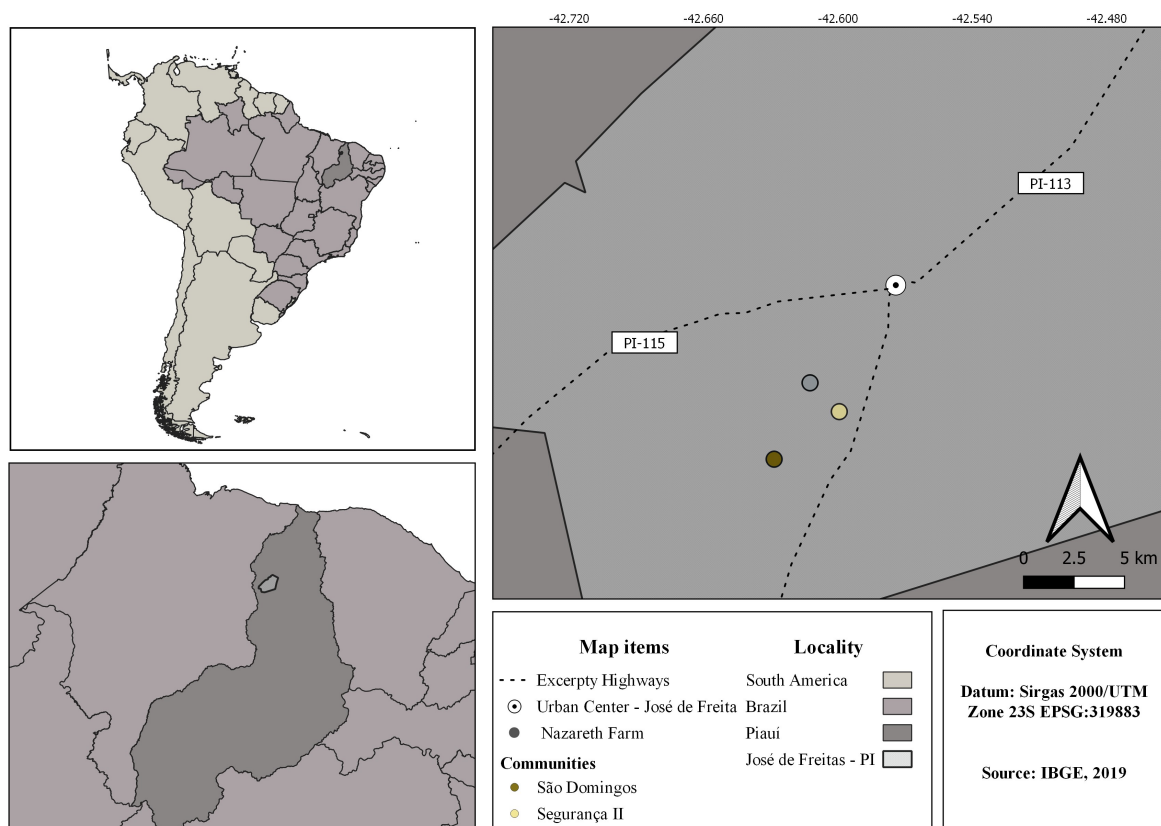 -42.720 -42.660 -42.600 -42.540 -42.480
PI-113
PI-115
0 2.5 5 km
Map items
Excerpty Highways
Urban Center - José de Freita
Nazareth Farm
Communities
São Domingos
Segurança II
Locality
South America
Brazil
Piauí
José de Freitas - PI
Coordinate System
Datum: Sirgas 2000/UTM
Zone 23S EPSG:319883
Source: IBGE, 2019